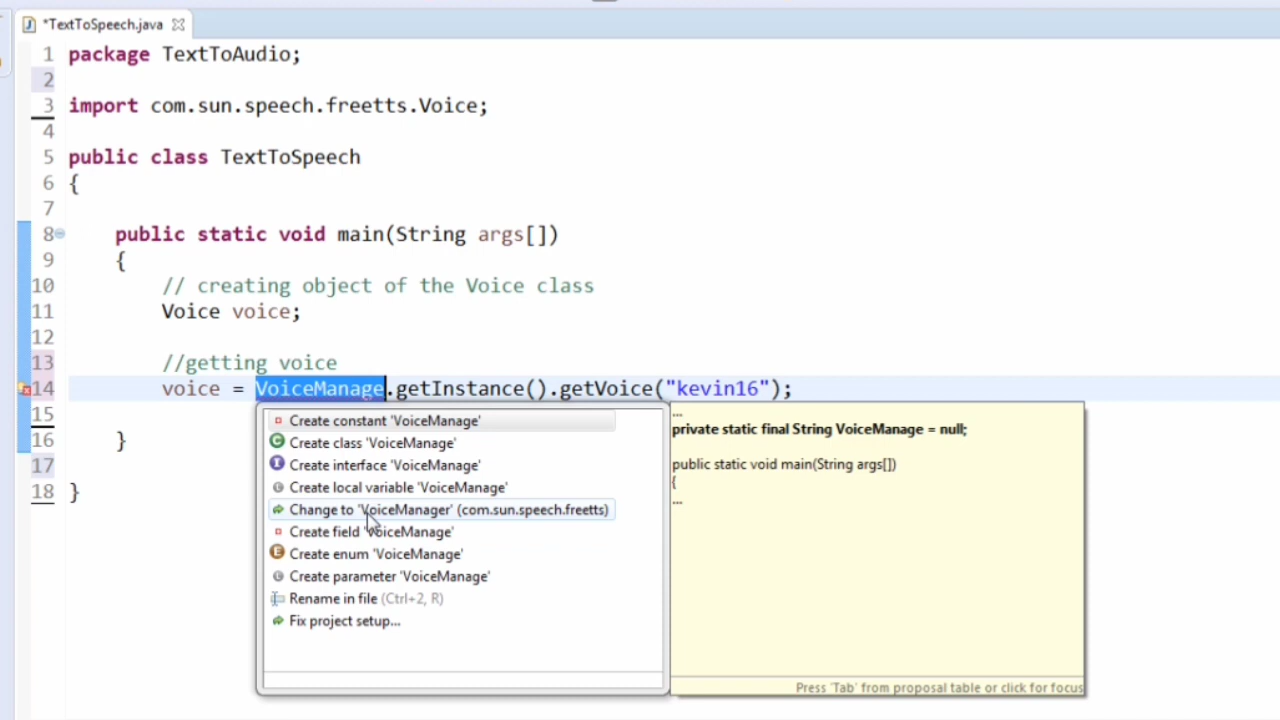 *TextToSpeech.java
1 package TextToAudio;
2
3 import com.sun.speech.freetts.Voice;
4
5 public class TextToSpeech
6 {
7
8 public static void main(String args[])
9 {
10 // creating object of the Voice class
11 Voice voice;
12
13 //getting voice
14 voice = VoiceManage.getInstance().getVoice("kevin16");
15
16 }
17
18 }
Create constant 'VoiceManage'
Create class 'VoiceManage'
Create interface 'VoiceManage'
Create local variable 'VoiceManage'
Change to 'VoiceManager' (com.sun.speech.freetts)
Create field 'VoiceManage'
Create enum 'VoiceManage'
Create parameter 'VoiceManage'
Rename in file (Ctrl+2, R)
Fix project setup...
...
private static final String VoiceManage = null;
public static void main(String args[])
{
...
Press 'Tab' from proposal table or click for focus